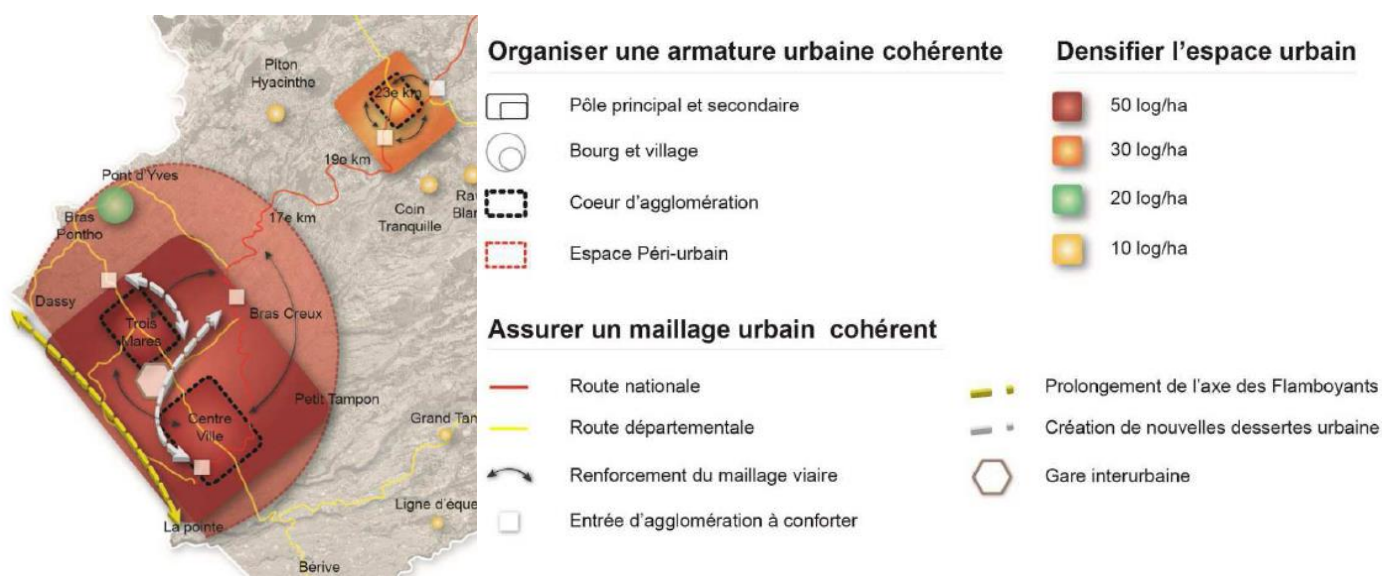 Piton
Hyacinthe
23e km
19e km
Pont d'Yves
Coin
Tranquille
17e km
Bras
Pontho
Dassy
Trois
Mares
Bras Creux
Petit Tampon
Centre
Ville
Grand Tam
Ligne d'éque
La pointe
Bérive
Organiser une armature urbaine cohérente
Pôle principal et secondaire
Bourg et village
Coeur d'agglomération
Espace Péri-urbain
Densifier l'espace urbain
50 log/ha
30 log/ha
20 log/ha
10 log/ha
Assurer un maillage urbain cohérent
Route nationale
Route départementale
Renforcement du maillage viaire
Entrée d'agglomération à conforter
Prolongement de l'axe des Flamboyants
Création de nouvelles dessertes urbaine
Gare interurbaine